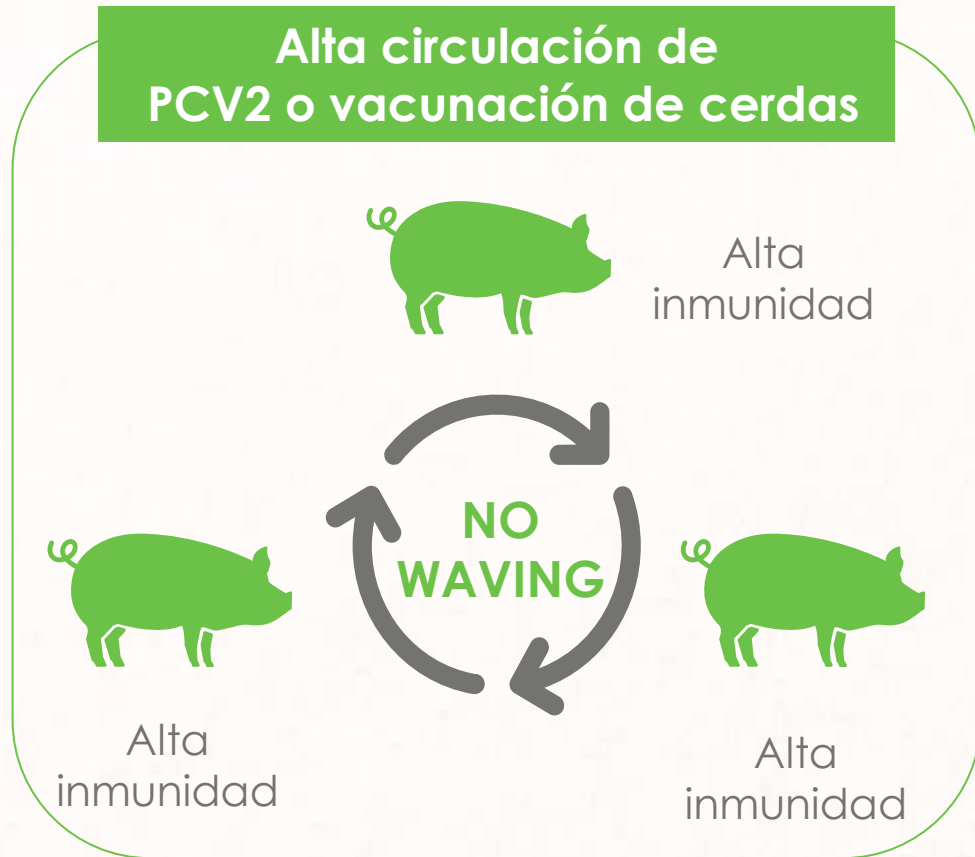 Alta circulación de
PCV2 o vacunación de cerdas
Alta
inmunidad
NO
WAVING
Alta
inmunidad
Alta
inmunidad